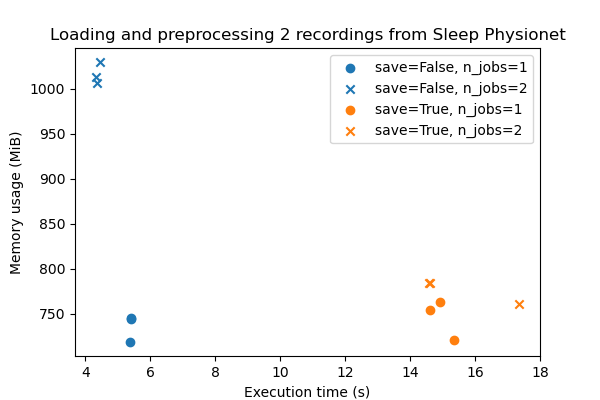 Loading and preprocessing 2 recordings from Sleep Physionet
save=False, n_jobs=1
save=False, n_jobs=2
save=True, n_jobs=1
save=True, n_jobs=2
Memory usage (MiB)
1000
950
900
850
800
750
4 6 8 10 12 14 16 18
Execution time (s)